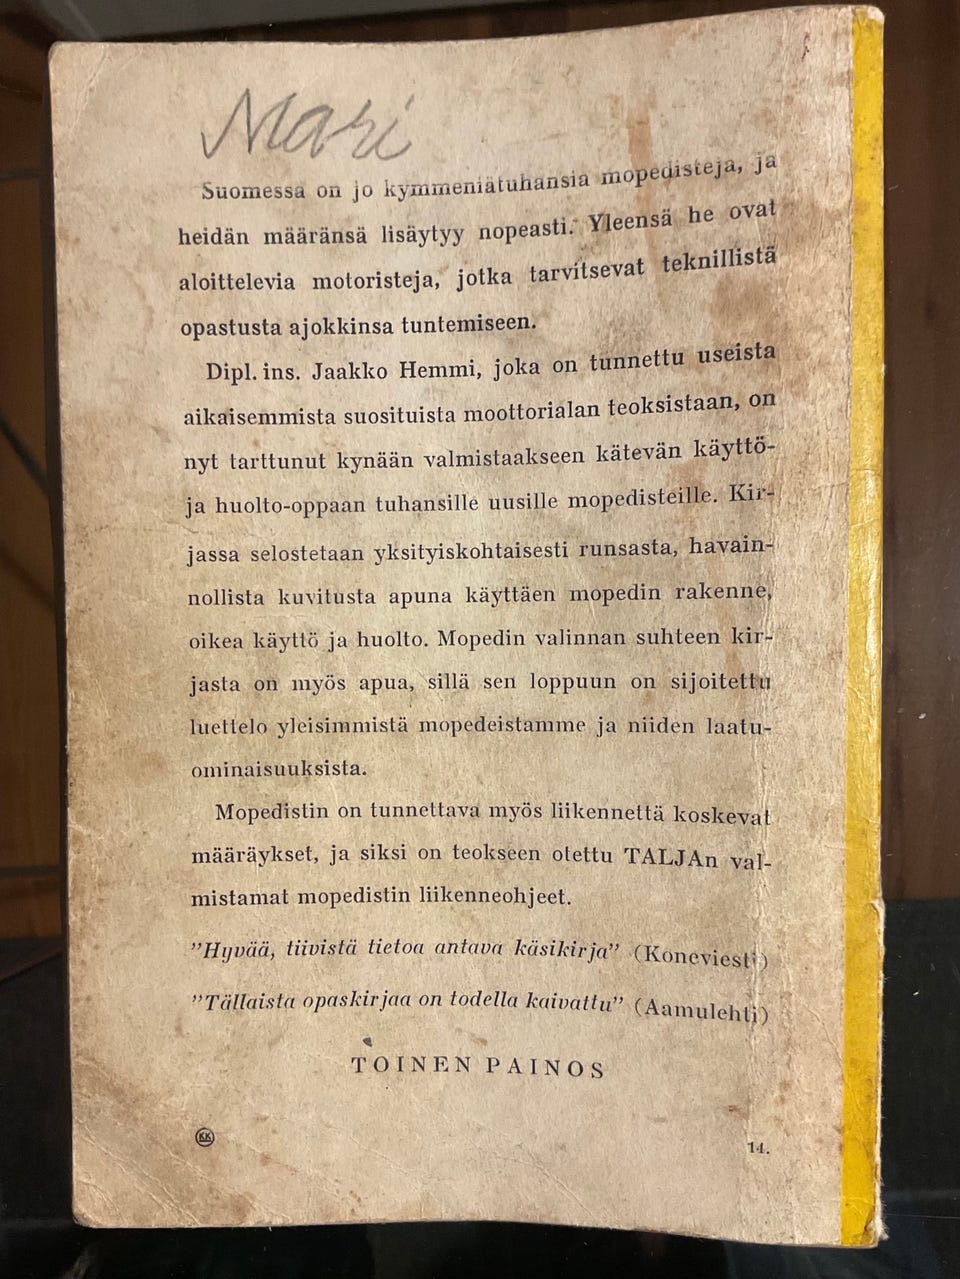 Mari
Suomessa on jo kymmeniätuhansia mopedisteja, ja
heidän määränsä lisäytyy nopeasti. Yleensä he ovat
aloittelevia motoristeja, jotka tarvitsevat teknillistä
opastusta ajokkinsa tuntemiseen.
Dipl. ins. Jaakko Hemmi, joka on tunnettu useista
aikaisemmista suosituista moottorialan teoksistaan, on
nyt tarttunut kynään valmistaakseen kätevän käyttö-
ja huolto-oppaan tuhansille uusille mopedisteille. Kir-
jassa selostetaan yksityiskohtaisesti runsasta, havain-
nollista kuvitusta apuna käyttäen mopedin rakenne,
oikea käyttö ja huolto. Mopedin valinnan suhteen kir-
jasta on myös apua, sillä sen loppuun on sijoitettu
luettelo yleisimmistä mopedeistamme ja niiden laatu-
ominaisuuksista.
Mopedistin on tunnettava myös liikennettä koskevat
määräykset, ja siksi on teokseen otettu TALJAn val-
mistamat mopedistin liikenneohjeet.
"Hyvää, tiivistä tietoa antava käsikirja" (Koneviesti)
"Tällaista opaskirjaa on todella kaivattu" (Aamulehti)
TOINEN PAINOS
KK
14.